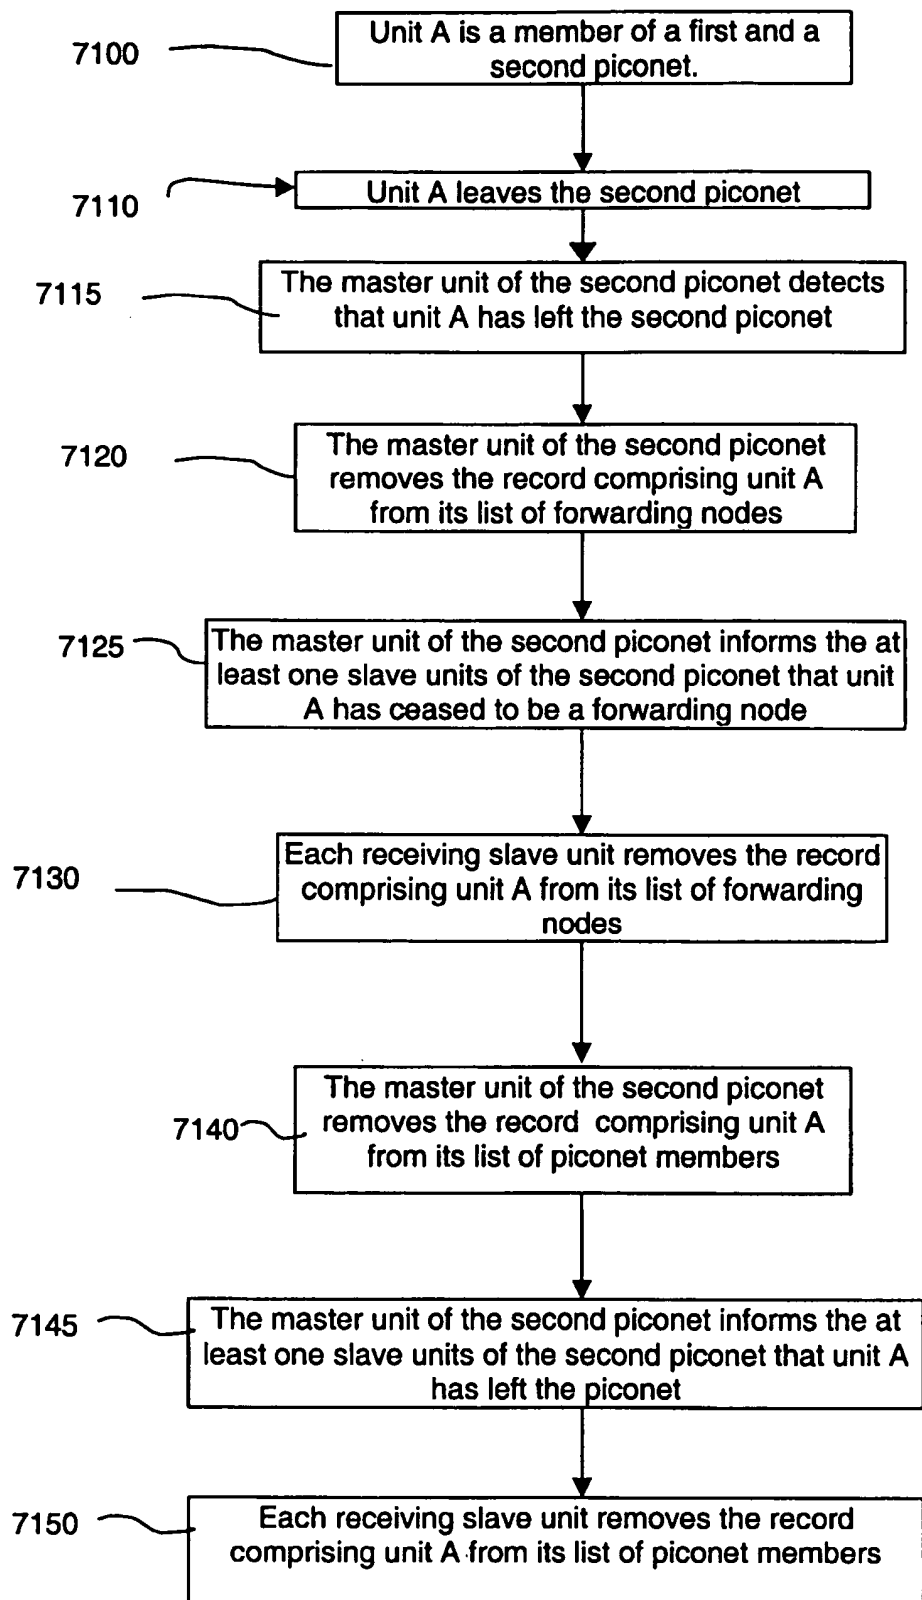 7100
Unit A is a member of a first and a
second piconet.
7110
Unit A leaves the second piconet
7115
The master unit of the second piconet detects
that unit A has left the second piconet
7120
The master unit of the second piconet
removes the record comprising unit A
from its list of forwarding nodes
7125
The master unit of the second piconet informs the at
least one slave units of the second piconet that unit
A has ceased to be a forwarding node
7130
Each receiving slave unit removes the record
comprising unit A from its list of forwarding
nodes
7140
The master unit of the second piconet
removes the record comprising unit A
from its list of piconet members
7145
The master unit of the second piconet informs the at
least one slave units of the second piconet that unit A
has left the piconet
7150
Each receiving slave unit removes the record
comprising unit A from its list of piconet members